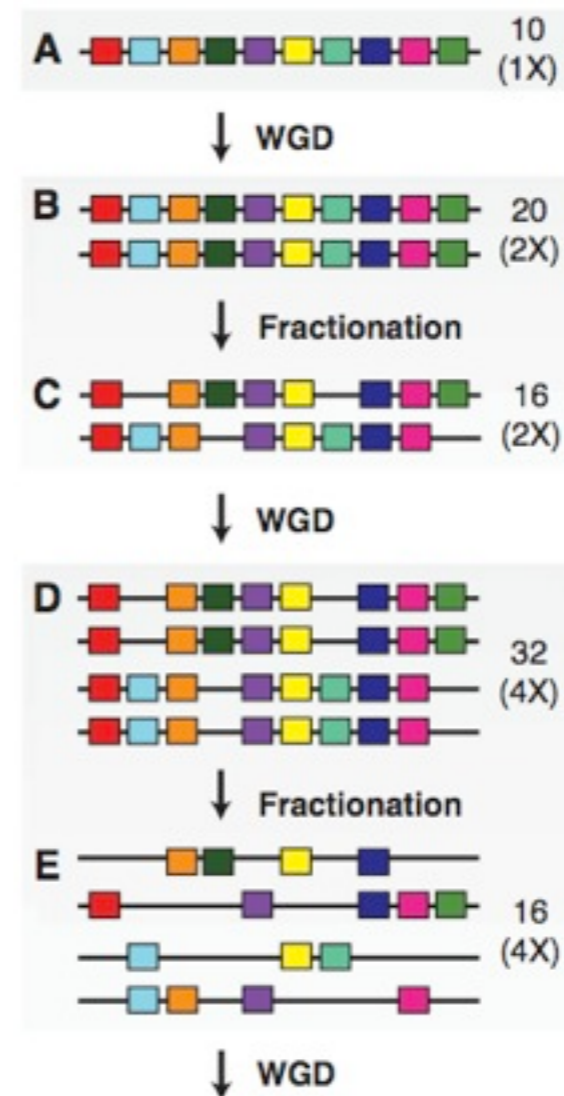 A
10
(1X)
WGD
B
20
(2X)
Fractionation
C
16
(2X)
WGD
D
32
(4X)
Fractionation
E
16
(4X)
WGD